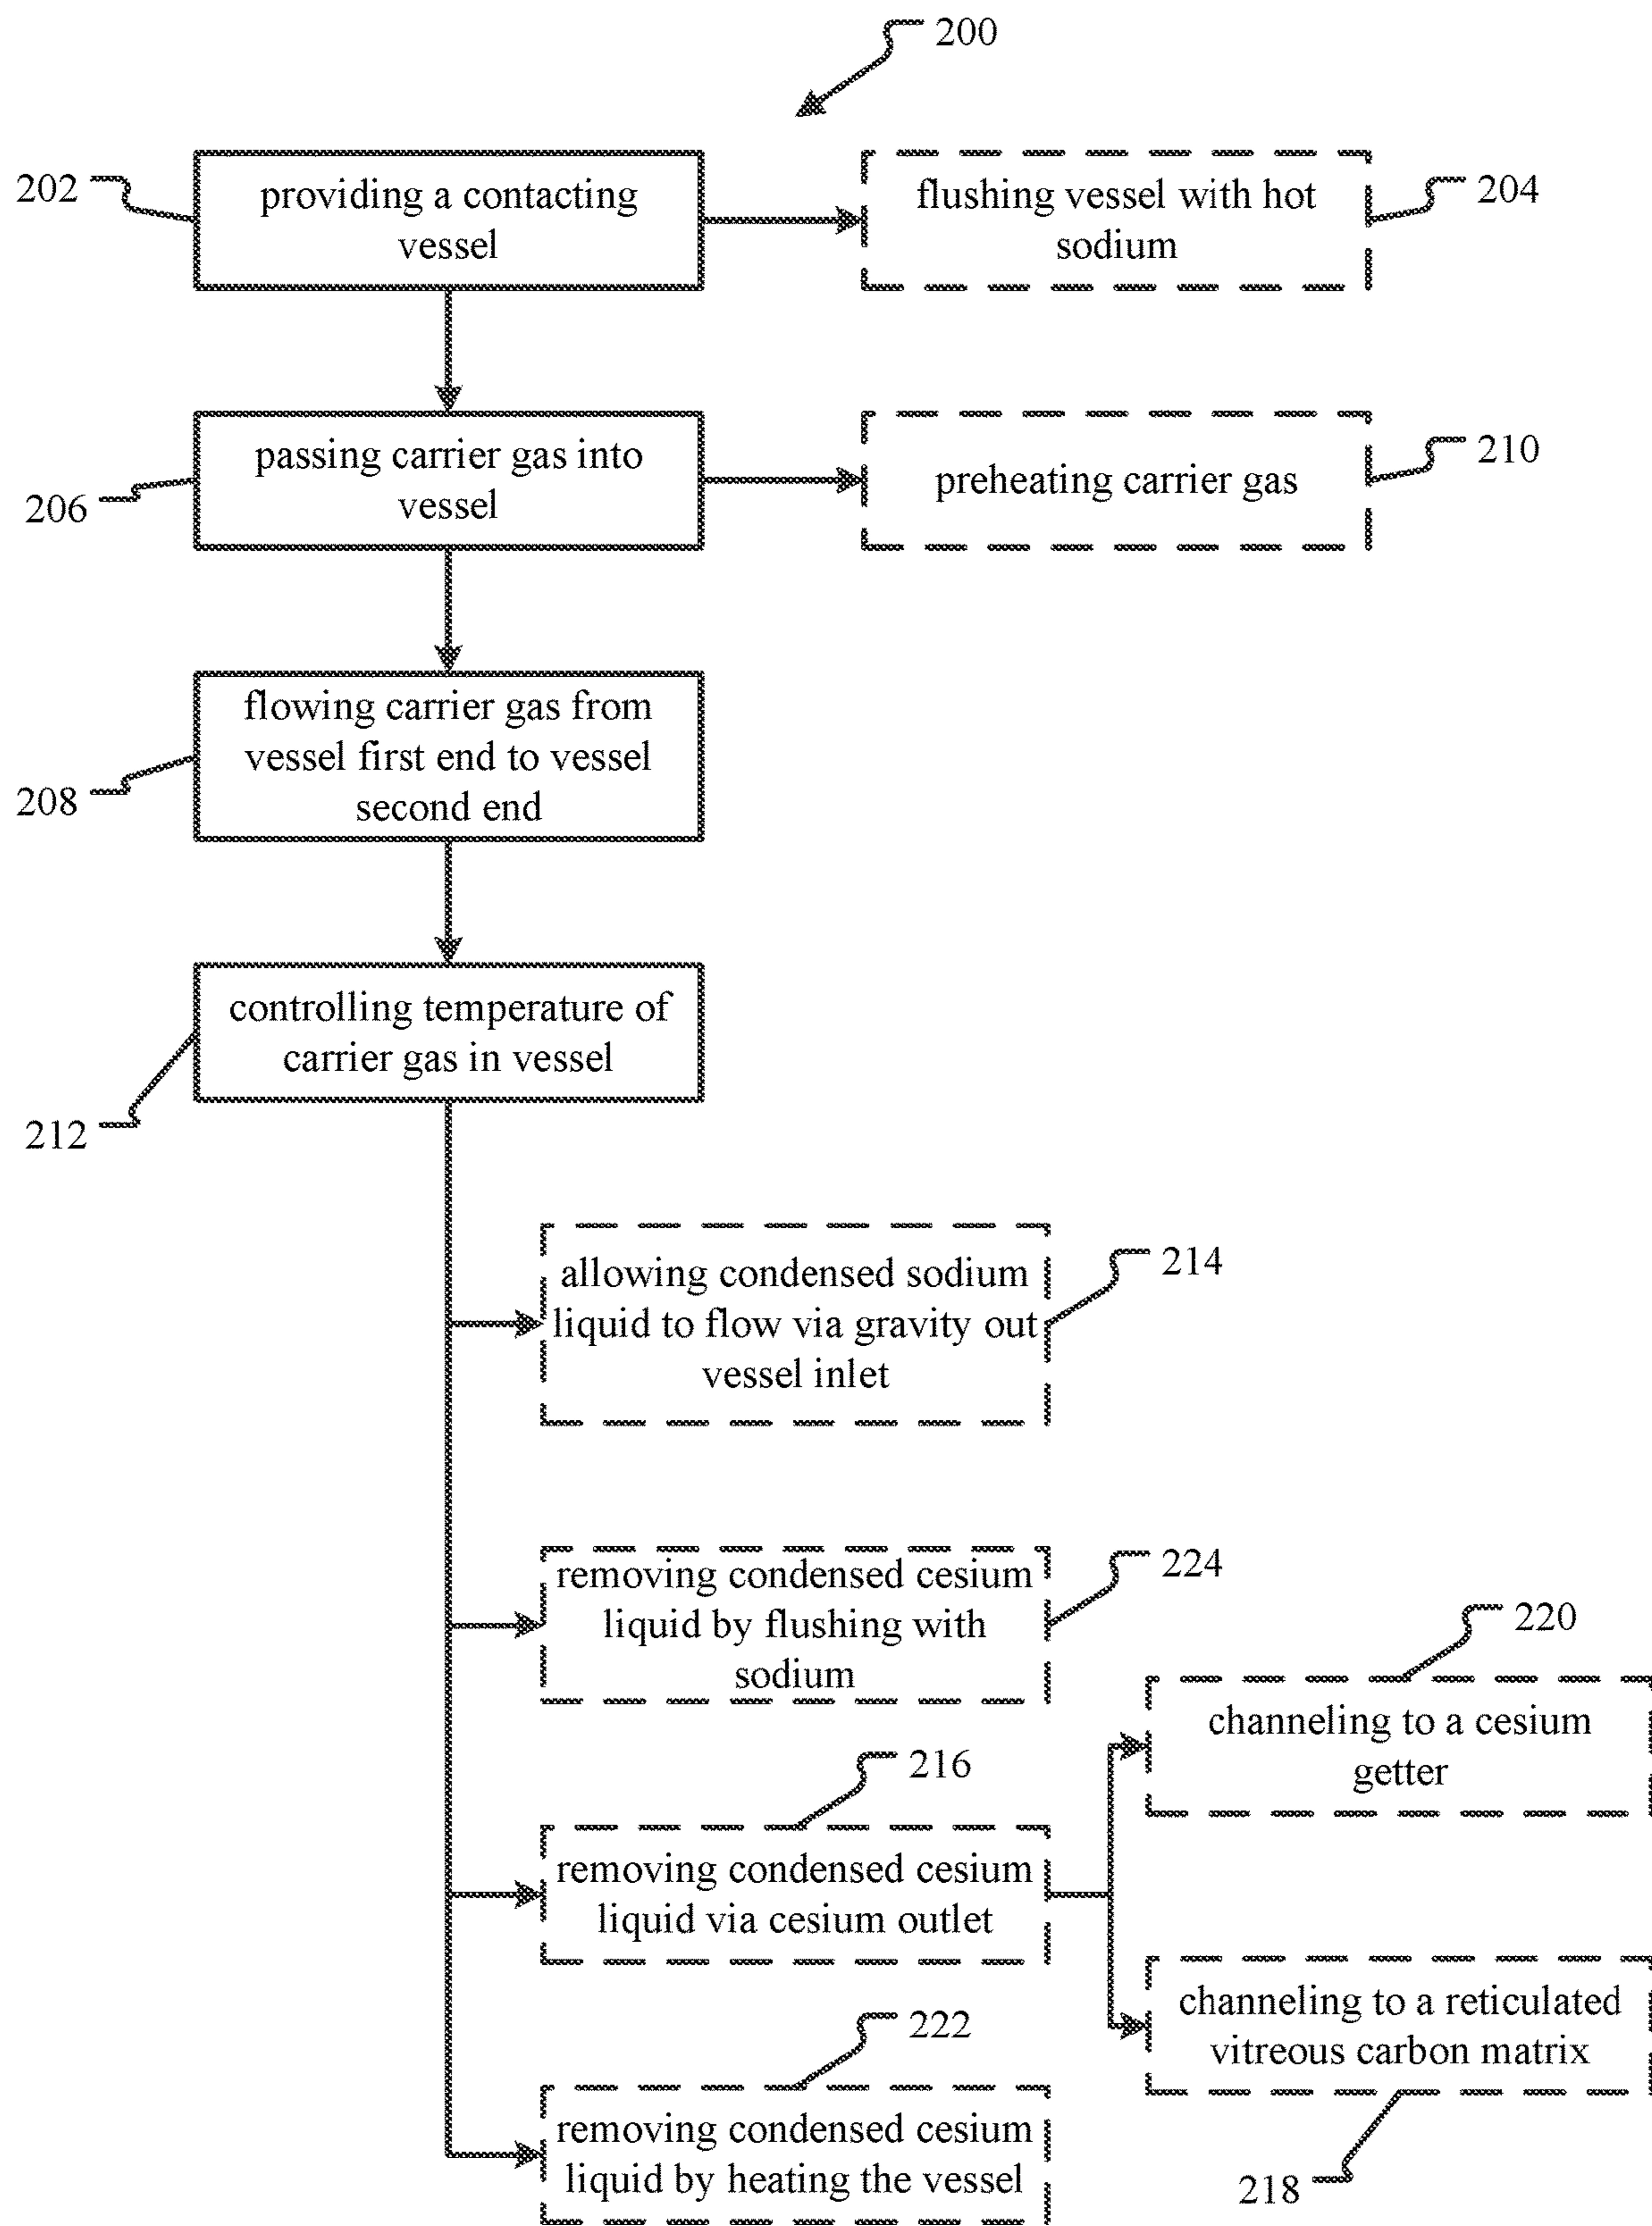 200
202
providing a contacting
vessel
flushing vessel with hot
sodium
204
206
passing carrier gas into
vessel
preheating carrier gas
210
208
flowing carrier gas from
vessel first end to vessel
second end
212
controlling temperature of
carrier gas in vessel
allowing condensed sodium
liquid to flow via gravity out
vessel inlet
214
removing condensed cesium
liquid by flushing with
sodium
224
220
channeling to a cesium
getter
216
removing condensed cesium
liquid via cesium outlet
channeling to a reticulated
vitreous carbon matrix
218
222
removing condensed cesium
liquid by heating the vessel